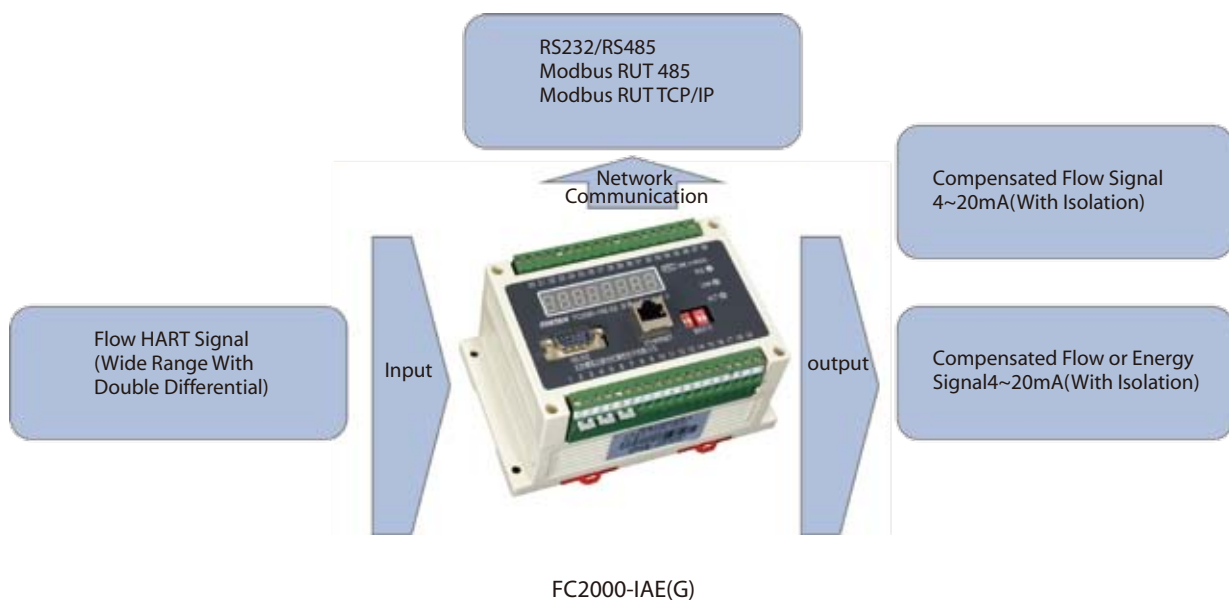 RS232/RS485
Modbus RUT 485
Modbus RUT TCP/IP
Network
Communication
Compensated Flow Signal
4~20mA(With Isolation)
Flow HART Signal
(Wide Range With
Double Differential)
Input
output
Compensated Flow or Energy
Signal4~20mA(With Isolation)
FC2000-IAE(G)